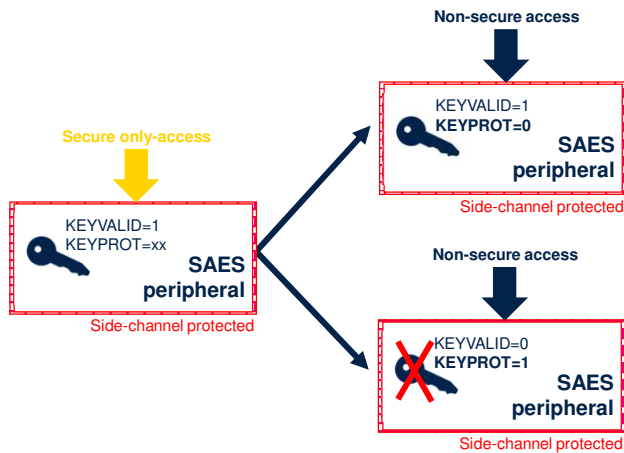 Non-secure access
KEYVALID=1
KEYPROT=0
SAES
peripheral
Side-channel protected
Secure only-access
KEYVALID=1
KEYPROT=xx
SAES
peripheral
Side-channel protected
Non-secure access
KEYVALID=0
KEYPROT=1
SAES
peripheral
Side-channel protected